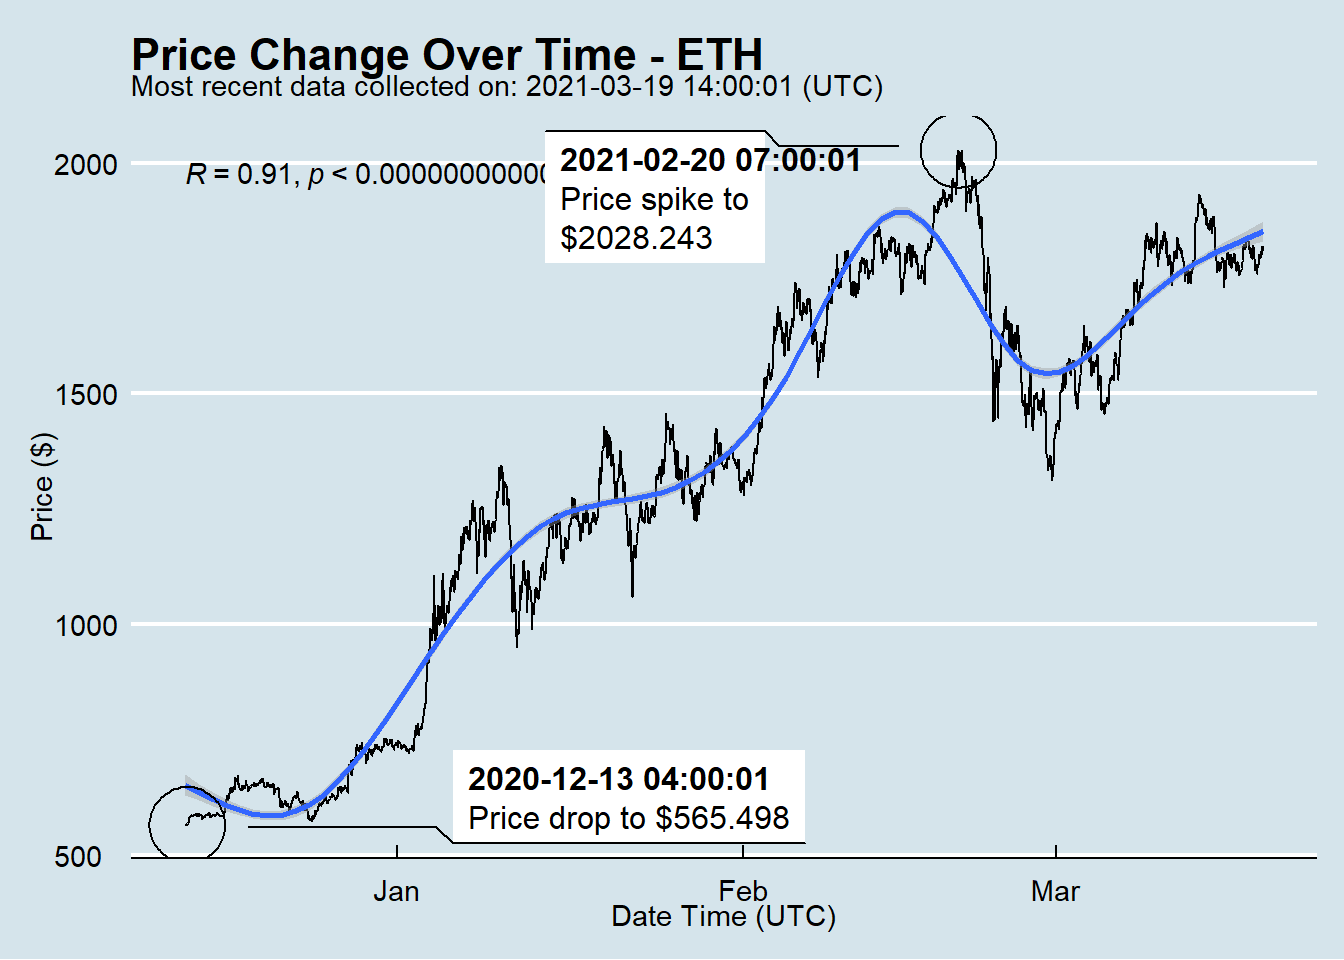 Price Change Over Time - ETH
Most recent data collected on: 2021-03-19 14:00:01 (UTC)
2000
R = 0.91, p < 0.00000000000
2021-02-20 07:00:01
Price spike to
$2028.243
1500
Price ($)
1000
2020-12-13 04:00:01
Price drop to $565.498
500
Jan Feb Mar
Date Time (UTC)